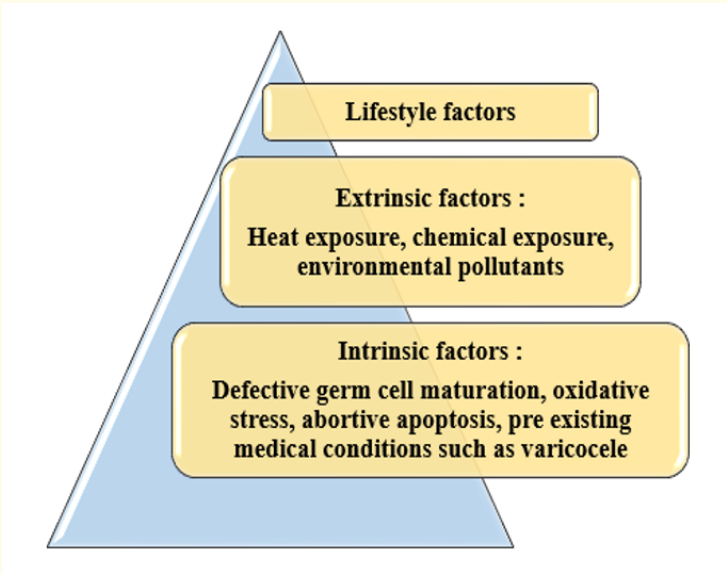 Lifestyle factors
Extrinsic factors :
Heat exposure, chemical exposure,
environmental pollutants
Intrinsic factors :
Defective germ cell maturation, oxidative
stress, abortive apoptosis, pre existing
medical conditions such as varicocele